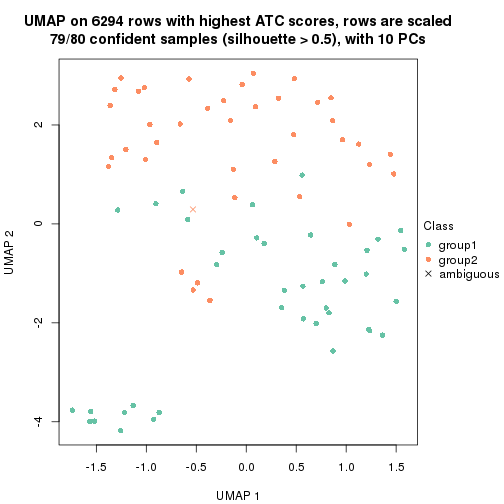 UMAP on 6294 rows with highest ATC scores, rows are scaled
79/80 confident samples (silhouette > 0.5), with 10 PCs
2
0
-2
-4
UMAP 2
-1.5 -1.0 -0.5 0.0 0.5 1.0 1.5
UMAP 1
Class
group1
group2
ambiguous